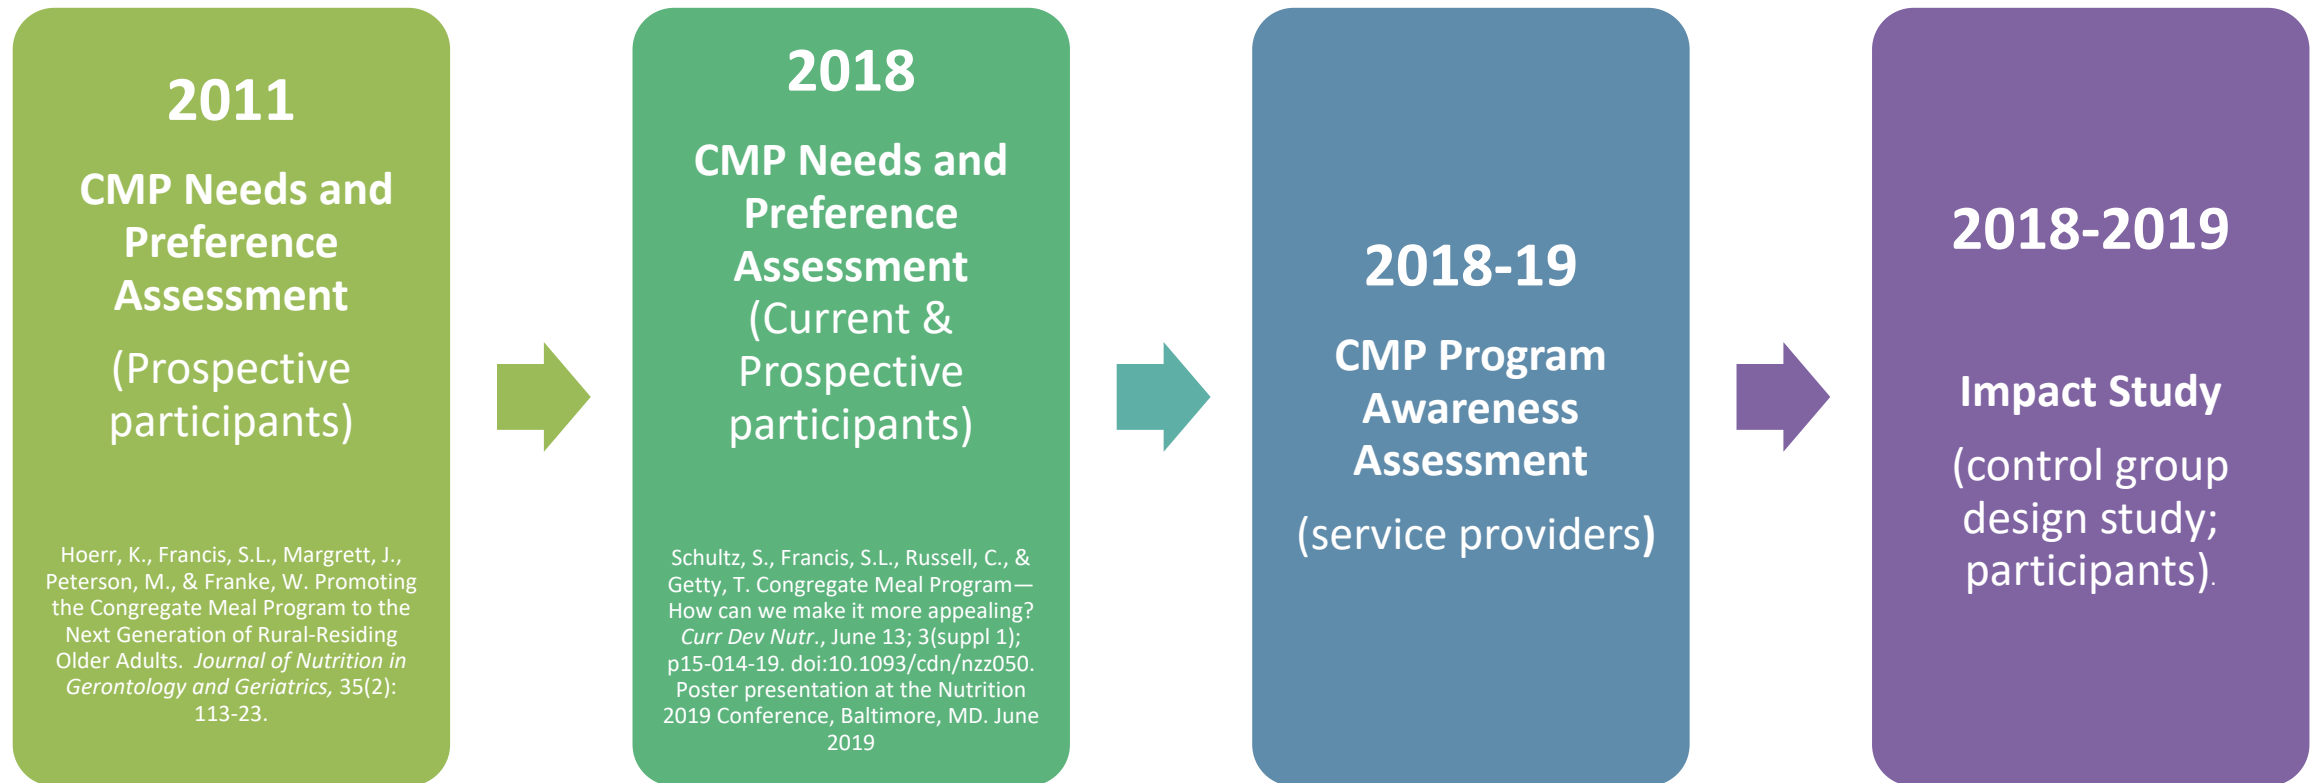 2011
CMP Needs and
Preference
Assessment
(Prospective
participants)
Hoerr, K., Francis, S.L., Margrett, J.,
Peterson, M., & Franke, W. Promoting
the Congregate Meal Program to the
Next Generation of Rural-Residing
Older Adults. Journal of Nutrition in
Gerontology and Geriatrics, 35(2):
113-23.
2018
CMP Needs and
Preference
Assessment
(Current &
Prospective
participants)
Schultz, S., Francis, S.L., Russell, C., &
Getty, T. Congregate Meal Program—
How can we make it more appealing?
Curr Dev Nutr., June 13; 3(suppl 1);
p15-014-19. doi:10.1093/cdn/nzz050.
Poster presentation at the Nutrition
2019 Conference, Baltimore, MD. June
2019
2018-19
CMP Program
Awareness
Assessment
(service providers)
2018-2019
Impact Study
(control group
design study;
participants).